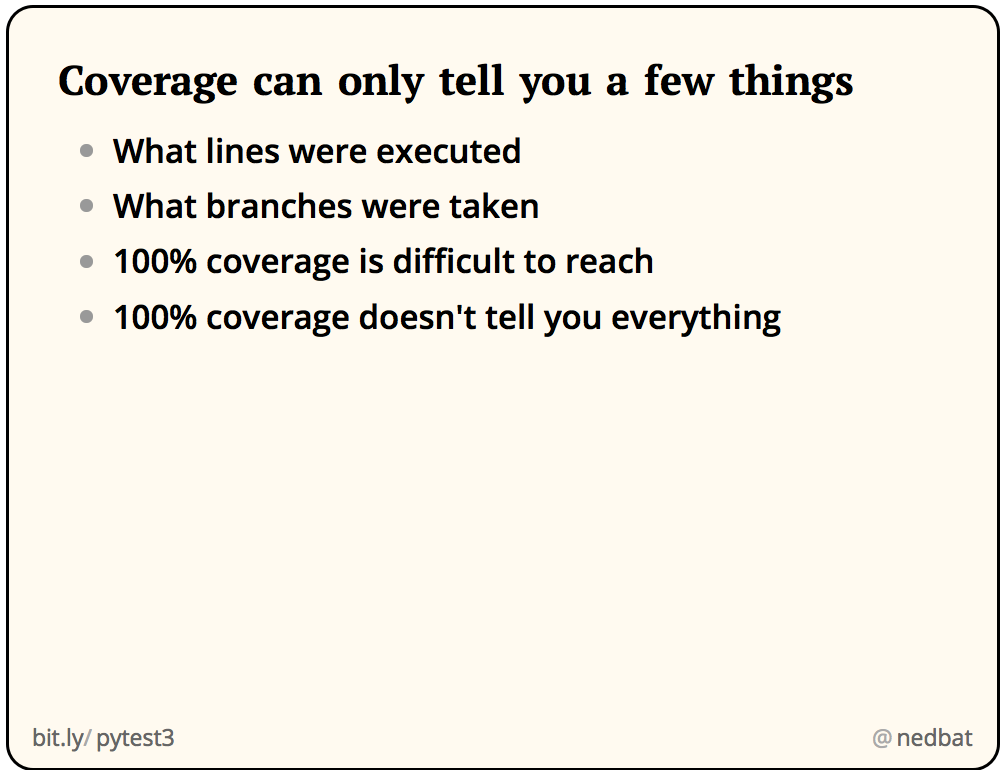 Coverage can only tell you a few things
What lines were executed
What branches were taken
100% coverage is difficult to reach
100% coverage doesn't tell you everything
bit.ly/ pytest3
@ nedbat